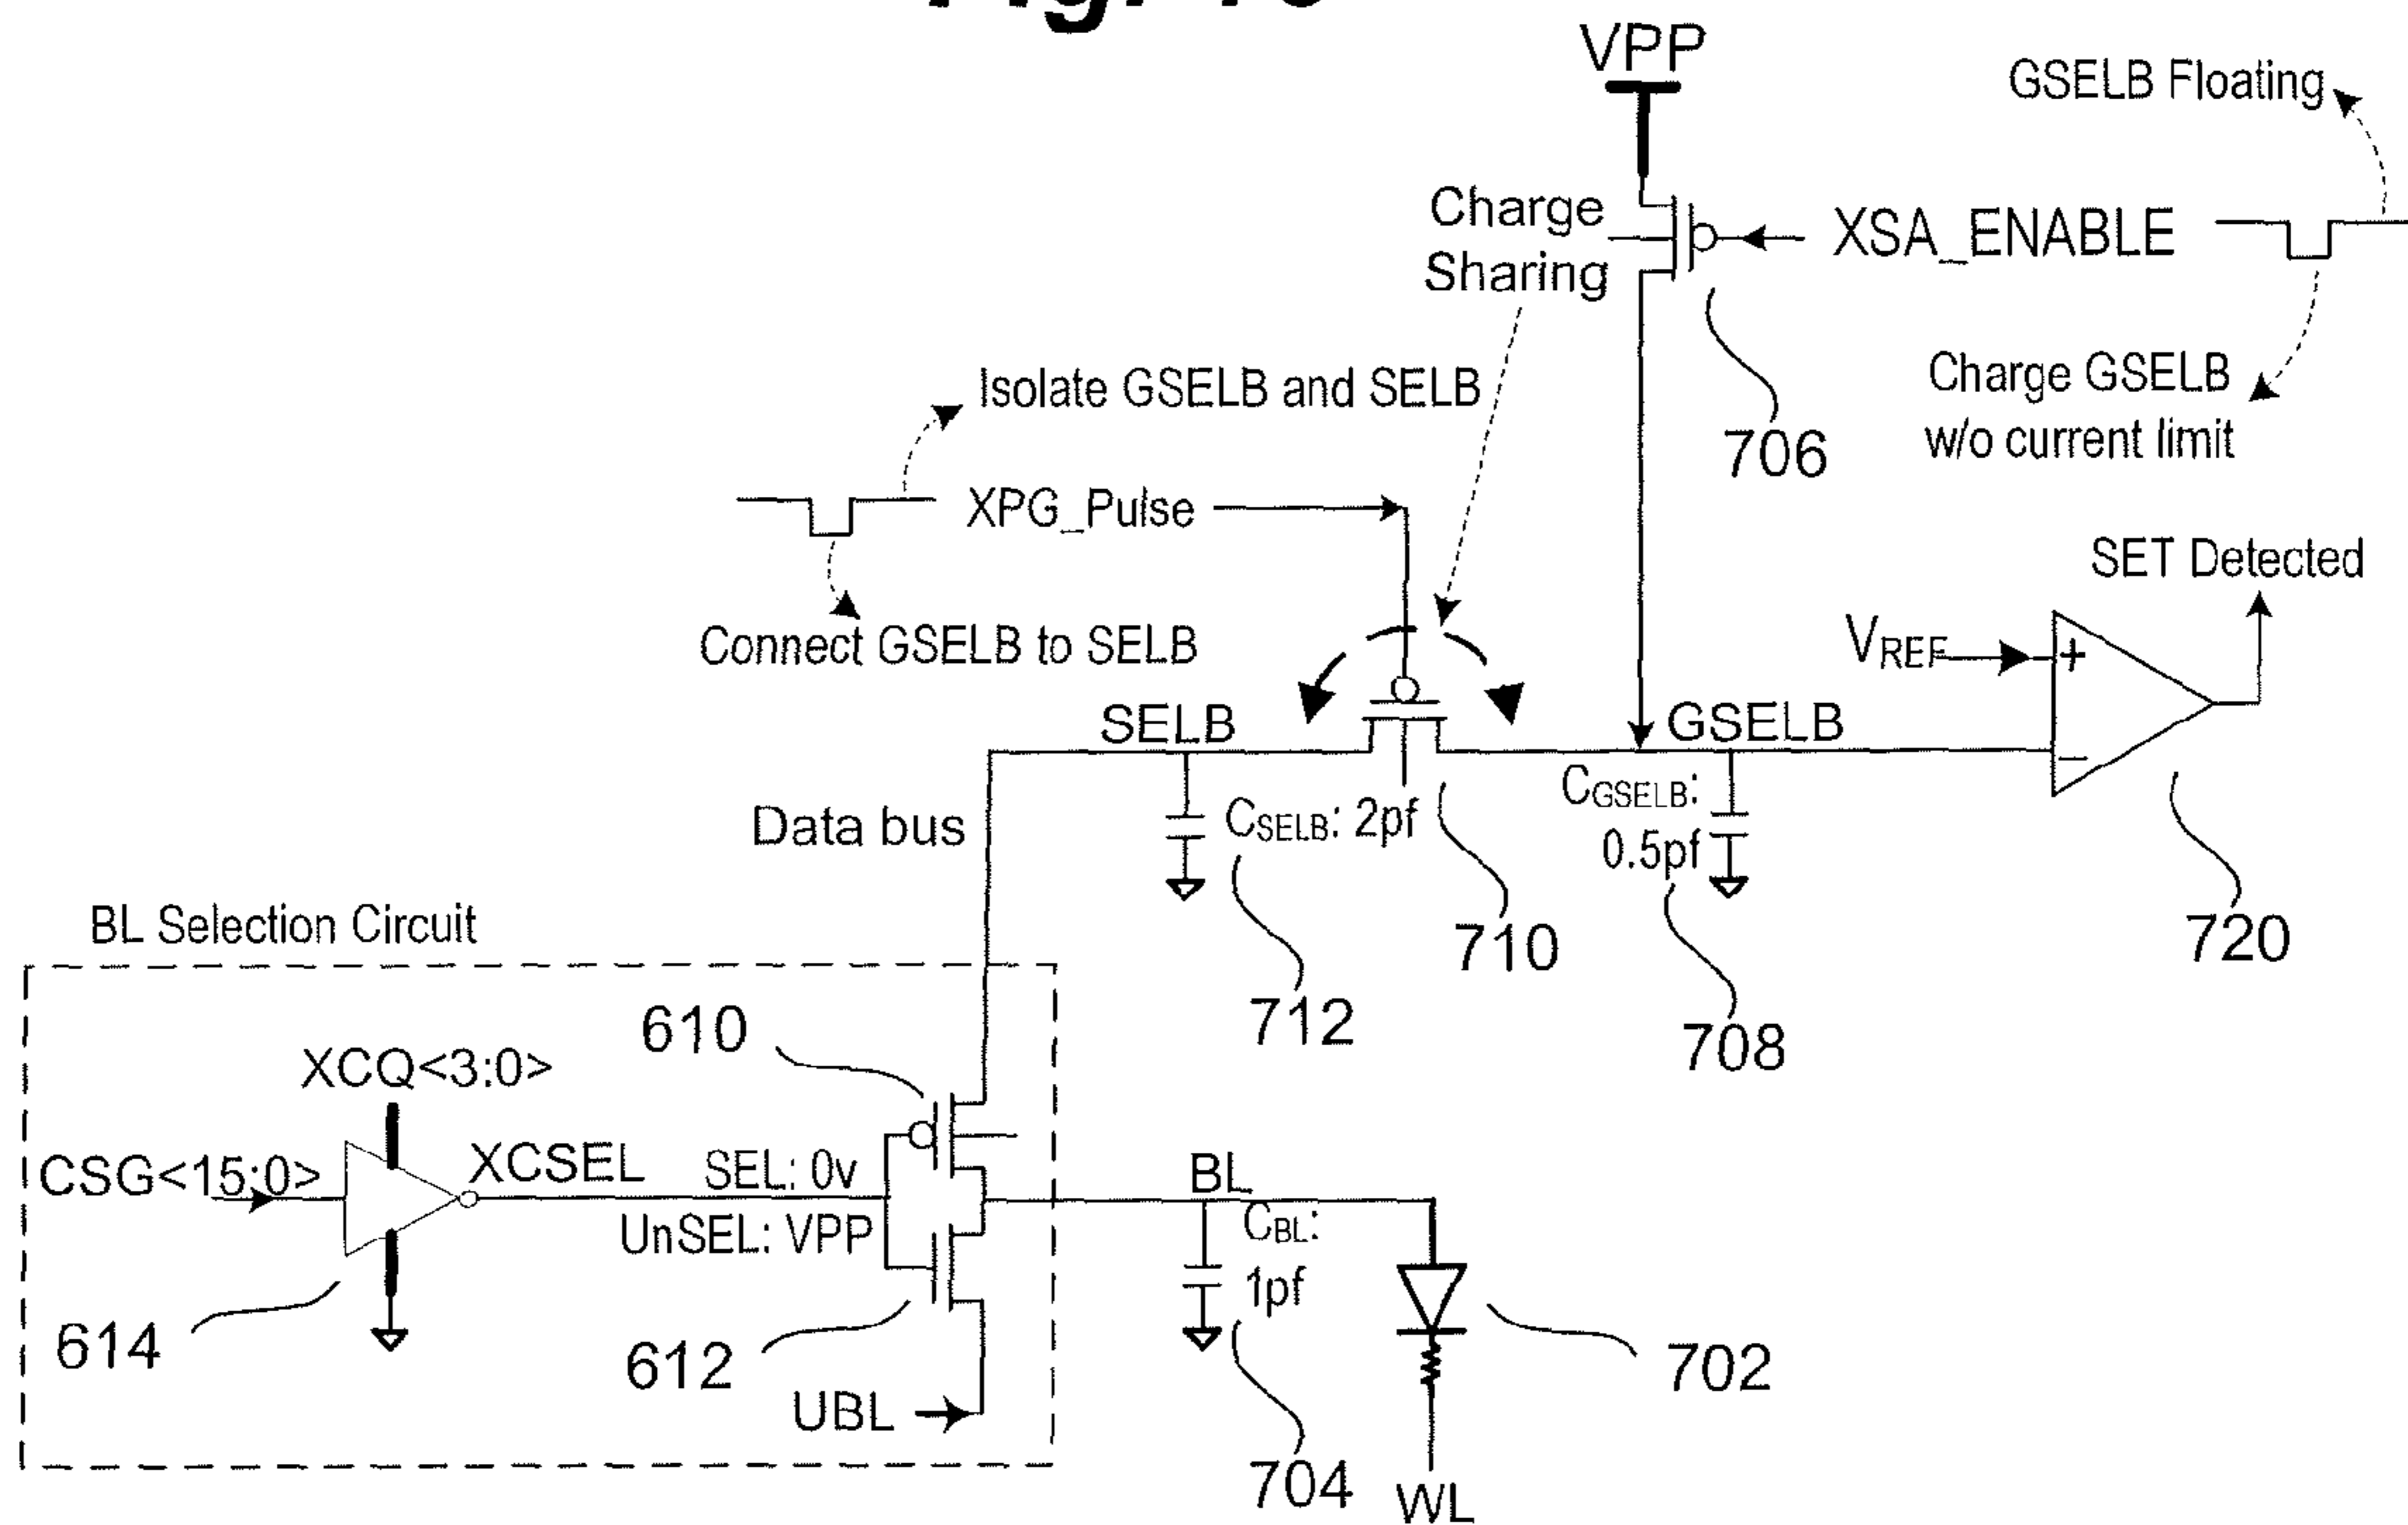 VPP
GSELB Floating
Charge
Sharing
XSA_ENABLE
Isolate GSELB and SELB
Charge GSELB
w/o current limit
706
XPG_Pulse
SET Detected
Connect GSELB to SELB
VREF
+
SELB
GSELB
−
CGSELB:
0.5pf
CSELB: 2pf
Data bus
BL Selection Circuit
710
720
712
708
610
XCQ<3:0>
CSG<15:0>
XCSEL
SEL: 0v
UnSEL: VPP
BL
CBL:
1pf
614
612
702
UBL
704
WL